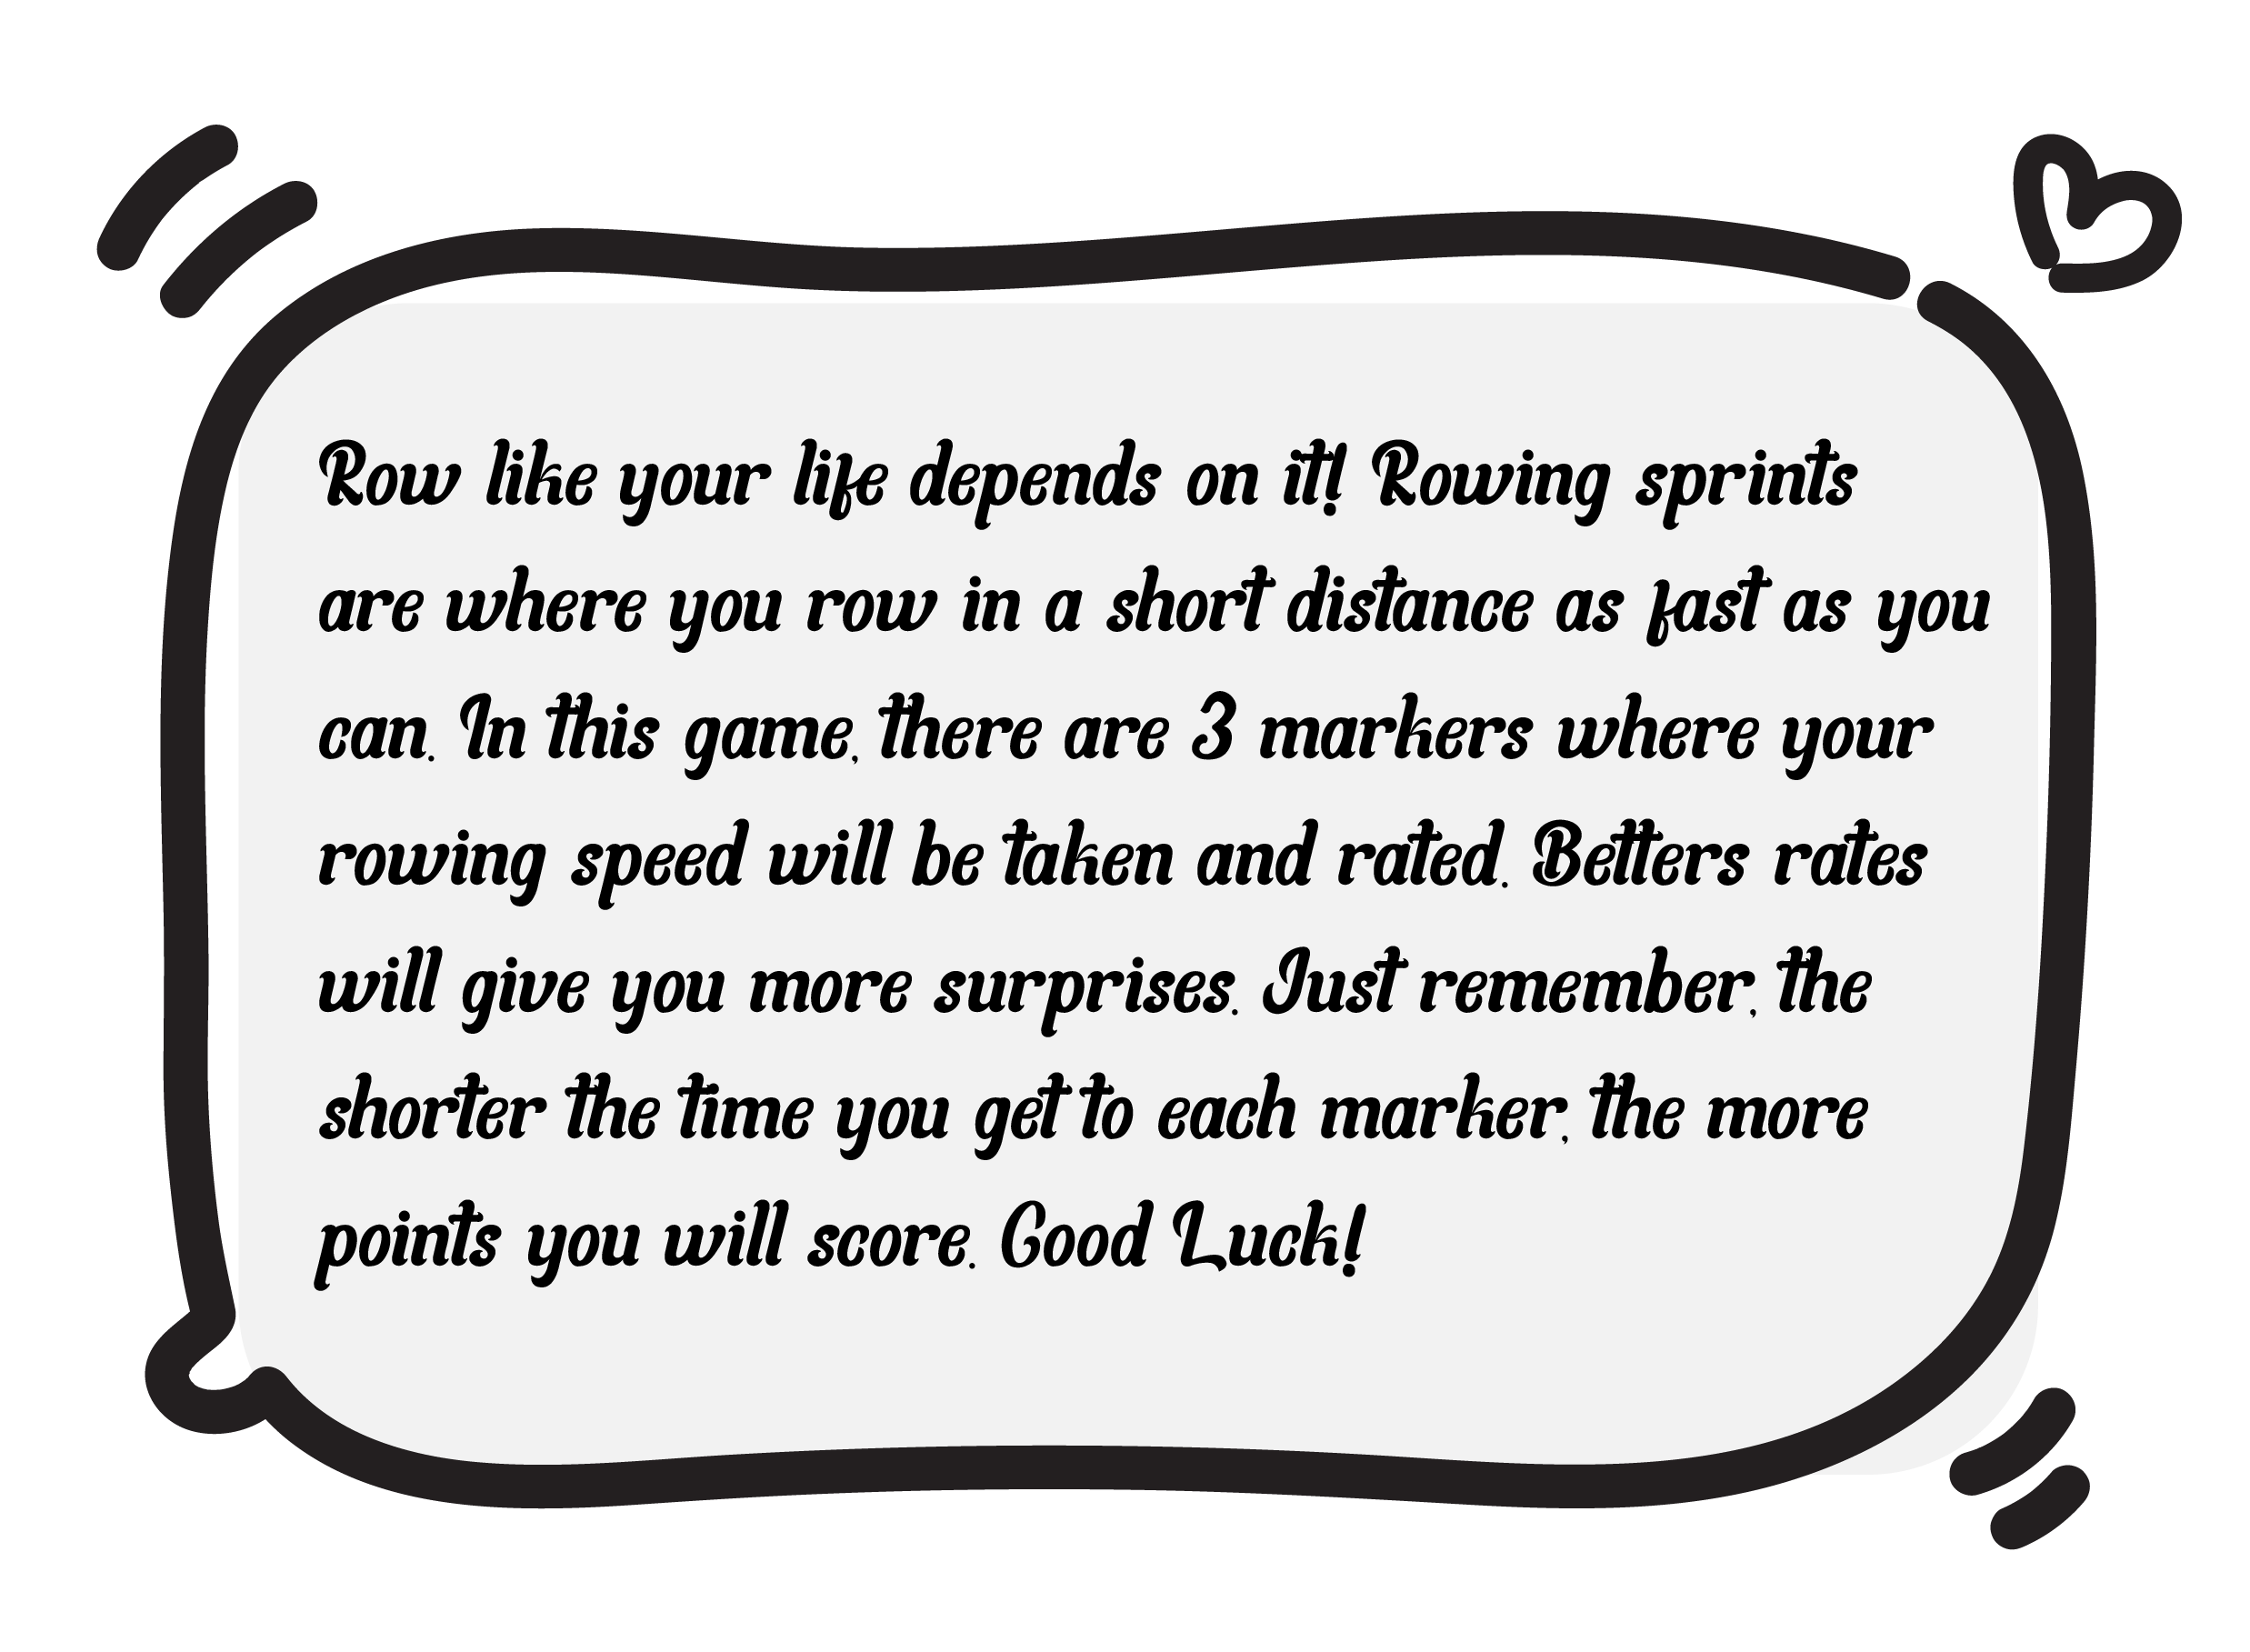 Row like your life depends on it! Rowing sprints
are where you row in a short distance as fast as you
can. In this game, there are 3 markers where your
rowing speed will be taken and rated. Betters rates
will give you more surprises. Just remember, the
shorter the time you get to each marker, the more
points you will score. Good Luck!